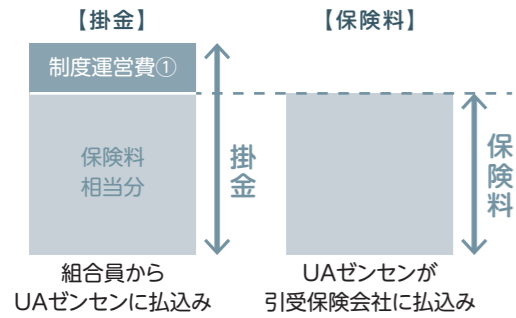 【掛金】
【保険料】
制度運営費①
保険料
相当分
掛金
保険料
組合員から
UAゼンセンに払込み
UAゼンセンが
引受保険会社に払込み